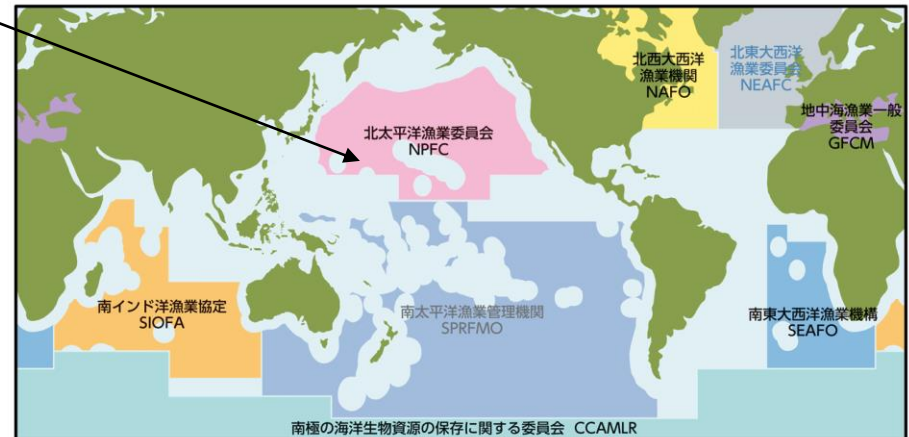 北西大西洋
漁業機関
NAFO
北東大西洋
漁業委員会
NEAFC
地中海漁業一般
委員会
GFCM
北太平洋漁業委員会
NPFC
南インド洋漁業協定
SIOFA
南太平洋漁業管理機関
SPRFMO
南東大西洋漁業機構
SEAFO
南極の海洋生物資源の保存に関する委員会 CCAMLR